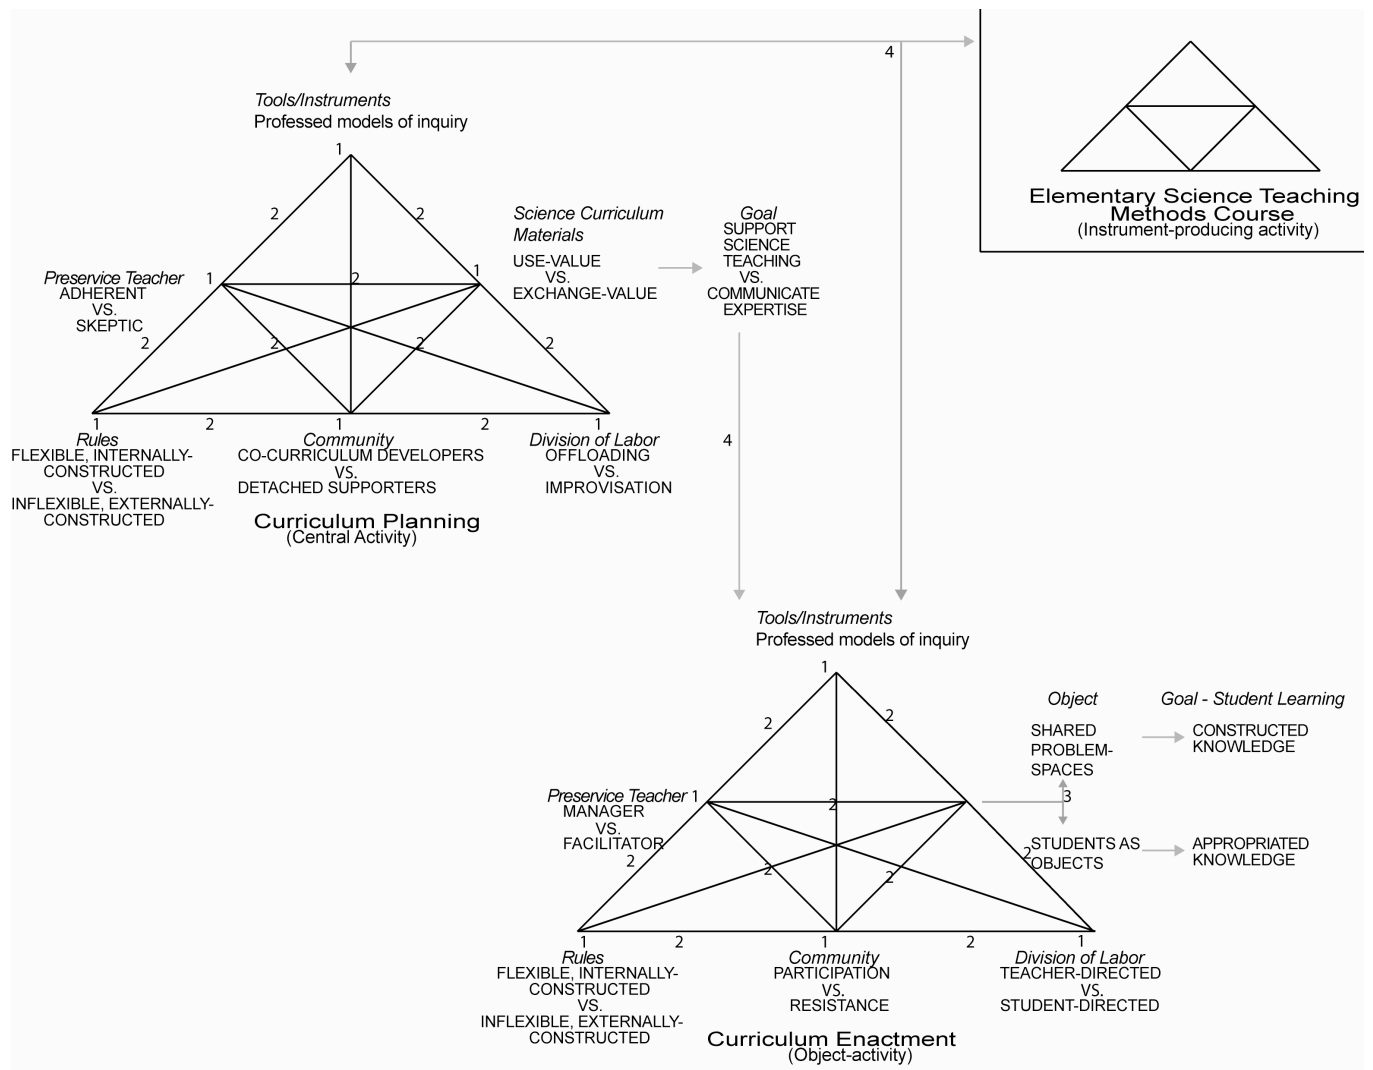 4
Elementary Science Teaching
Methods Course
(Instrument-producing activity)
Tools/Instruments
Professed models of inquiry
1
2
2
Science Curriculum
Materials
USE-VALUE
VS.
EXCHANGE-VALUE
Goal
SUPPORT
SCIENCE
TEACHING
VS.
COMMUNICATE
EXPERTISE
Preservice Teacher
ADHERENT
VS.
SKEPTIC
1
2
1
2
2
2
2
1
2
1
2
1
Rules
FLEXIBLE, INTERNALLY-
CONSTRUCTED
VS.
INFLEXIBLE, EXTERNALLY-
CONSTRUCTED
Community
CO-CURRICULUM DEVELOPERS
VS.
DETACHED SUPPORTERS
Division of Labor
OFFLOADING
VS.
IMPROVISATION
Curriculum Planning
(Central Activity)
4
Tools/Instruments
Professed models of inquiry
1
2
2
Object
Goal - Student Learning
SHARED
PROBLEM-
SPACES
CONSTRUCTED
KNOWLEDGE
3
STUDENTS AS
OBJECTS
APPROPRIATED
KNOWLEDGE
Preservice Teacher 1
MANAGER
VS.
FACILITATOR
2
2
2
2
2
1
2
1
2
1
Rules
FLEXIBLE, INTERNALLY-
CONSTRUCTED
VS.
INFLEXIBLE, EXTERNALLY-
CONSTRUCTED
Community
PARTICIPATION
VS.
RESISTANCE
Division of Labor
TEACHER-DIRECTED
VS.
STUDENT-DIRECTED
Curriculum Enactment
(Object-activity)